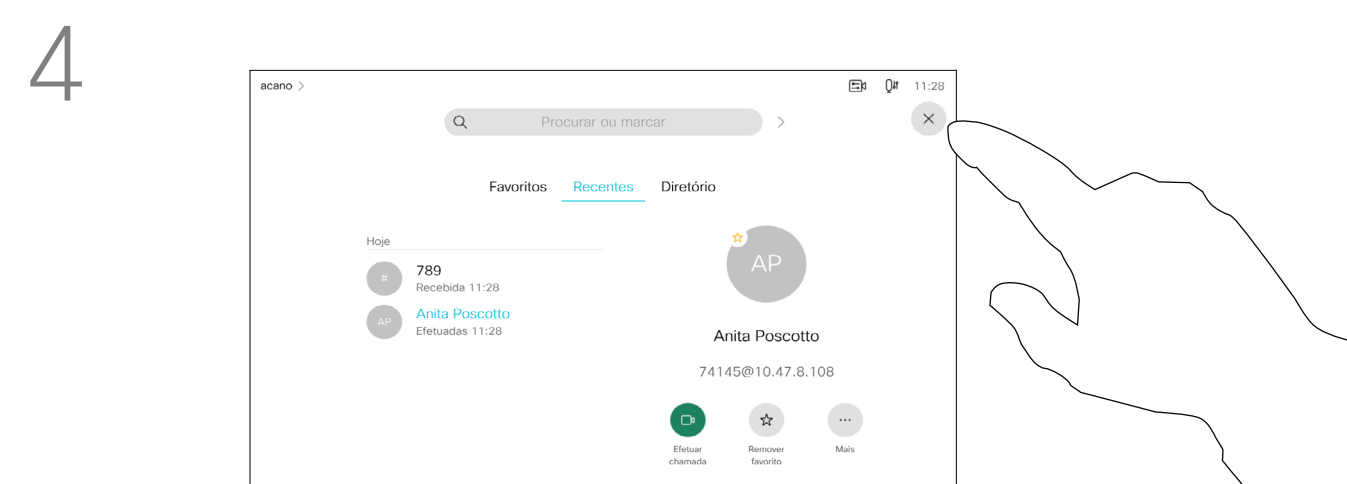 4
acano
11:28
Procurar ou marcar
Favoritos Recentes Diretório
Hoje
#
789
Recebida 11:28
AP
Anita Poscotto
Efetuadas 11:28
AP
Anita Poscotto
74145@10.47.8.108
Efetuar
chamada
Remover
favorito
Mais